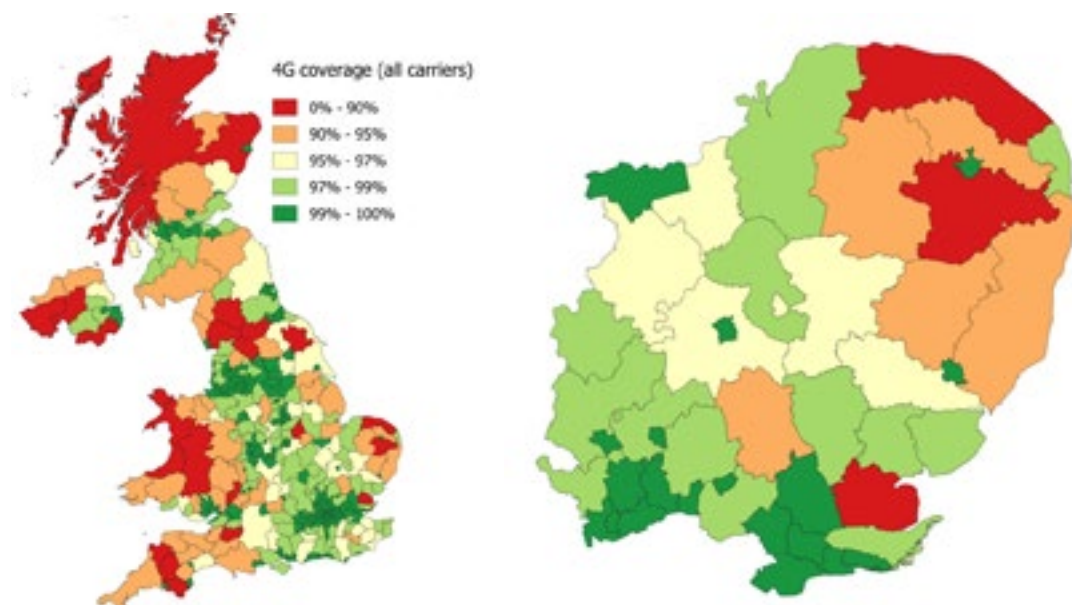 4G coverage (all carriers)
0% - 90%
90% - 95%
95% - 97%
97% - 99%
99% - 100%